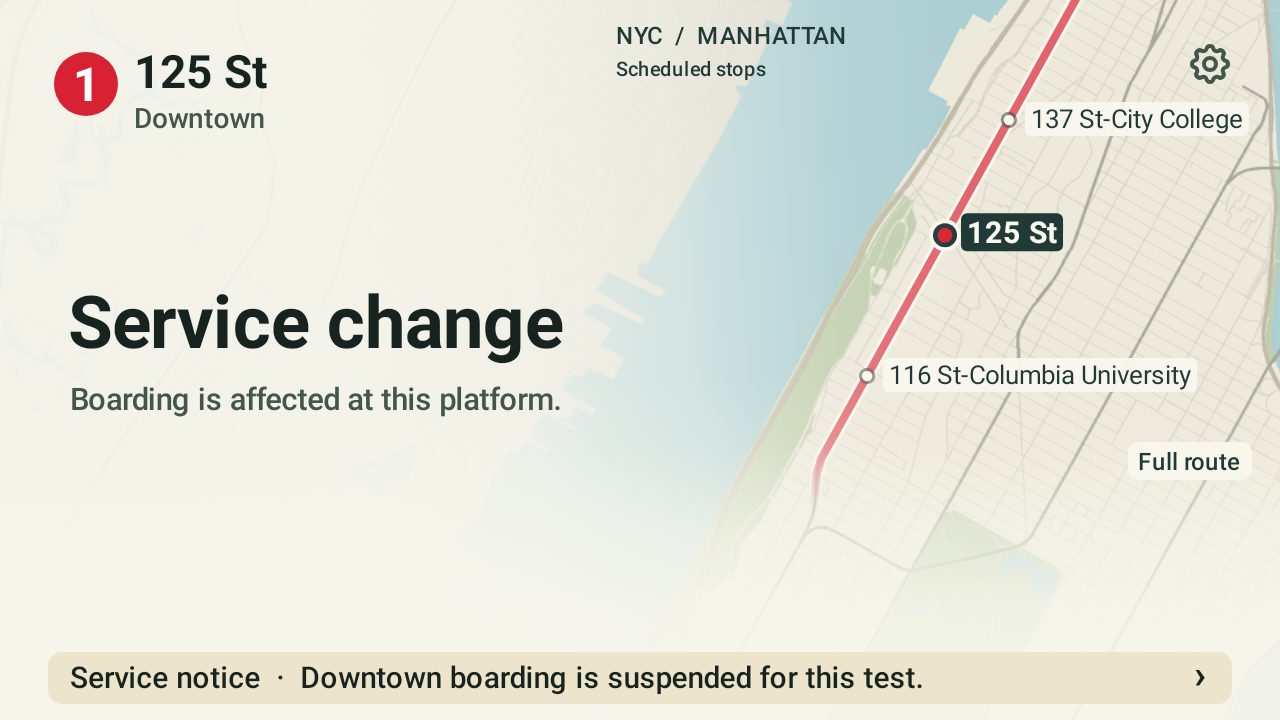 1
125 St
Downtown
NYC / MANHATTAN
Scheduled stops
137 St-City College
125 St
Service change
Boarding is affected at this platform.
116 St-Columbia University
Full route
Service notice · Downtown boarding is suspended for this test. ›